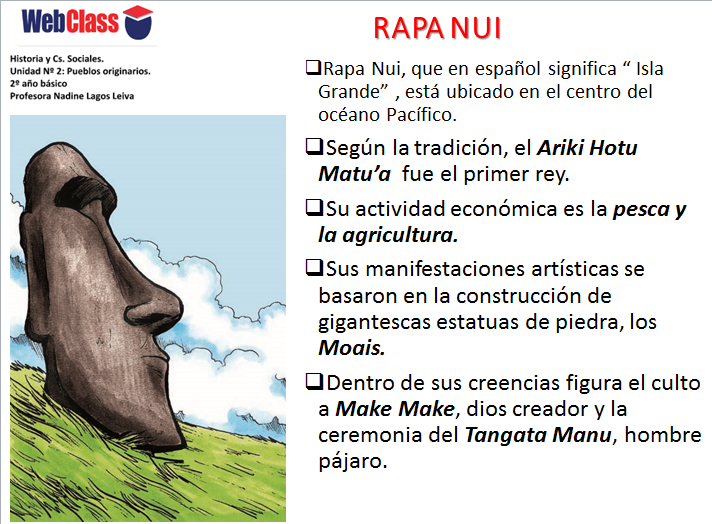 WebClass
Historia y Cs. Sociales.
Unidad Nº 2: Pueblos originarios.
2º año básico
Profesora Nadine Lagos Leiva
RAPA NUI
Rapa Nui, que en español significa “ Isla
Grande” , está ubicado en el centro del
océano Pacífico.
Según la tradición, el Ariki Hotu
Matu’a fue el primer rey.
Su actividad económica es la pesca y
la agricultura.
Sus manifestaciones artísticas se
basaron en la construcción de
gigantescas estatuas de piedra, los
Moais.
Dentro de sus creencias figura el culto
a Make Make, dios creador y la
ceremonia del Tangata Manu, hombre
pájaro.